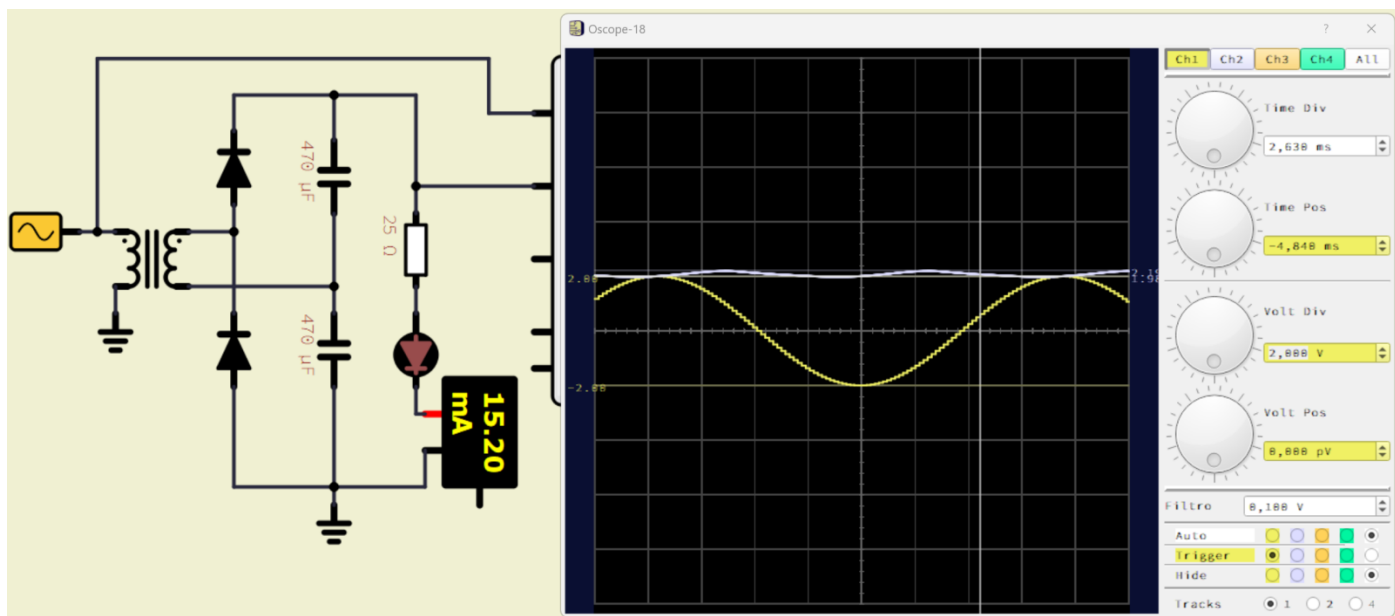 Oscope-18
?
Ch1 Ch2 Ch3 Ch4 All
Time Div
2,638 ms
Time Pos
-4,848 ms
Volt Div
2,000 V
Volt Pos
0,000 pV
Filtro 0,100 V
Auto
Trigger
Hide
Tracks 1 2 4
470 µF
25 Ω
470 µF
15.20
mA
2.00
-2.00